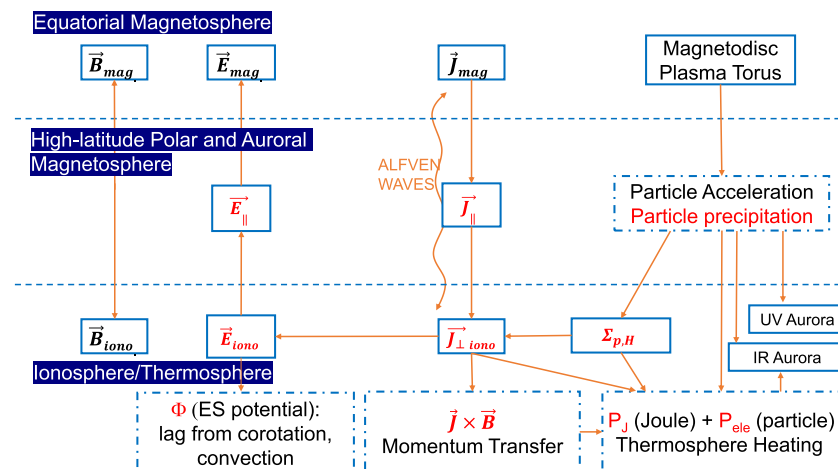 Equatorial Magnetosphere
B⃗mag.
E⃗mag.
J⃗mag
Magnetodisc
Plasma Torus
High-latitude Polar and Auroral
Magnetosphere
ALFVEN
WAVES
E⃗∥
J⃗∥
Particle Acceleration
Particle precipitation
B⃗iono
E⃗iono
J⃗⊥ iono
Σp,H
UV Aurora
IR Aurora
Ionosphere/Thermosphere
Φ (ES potential):
lag from corotation,
convection
J⃗ × B⃗
Momentum Transfer
PJ (Joule) + Pele (particle)
Thermosphere Heating